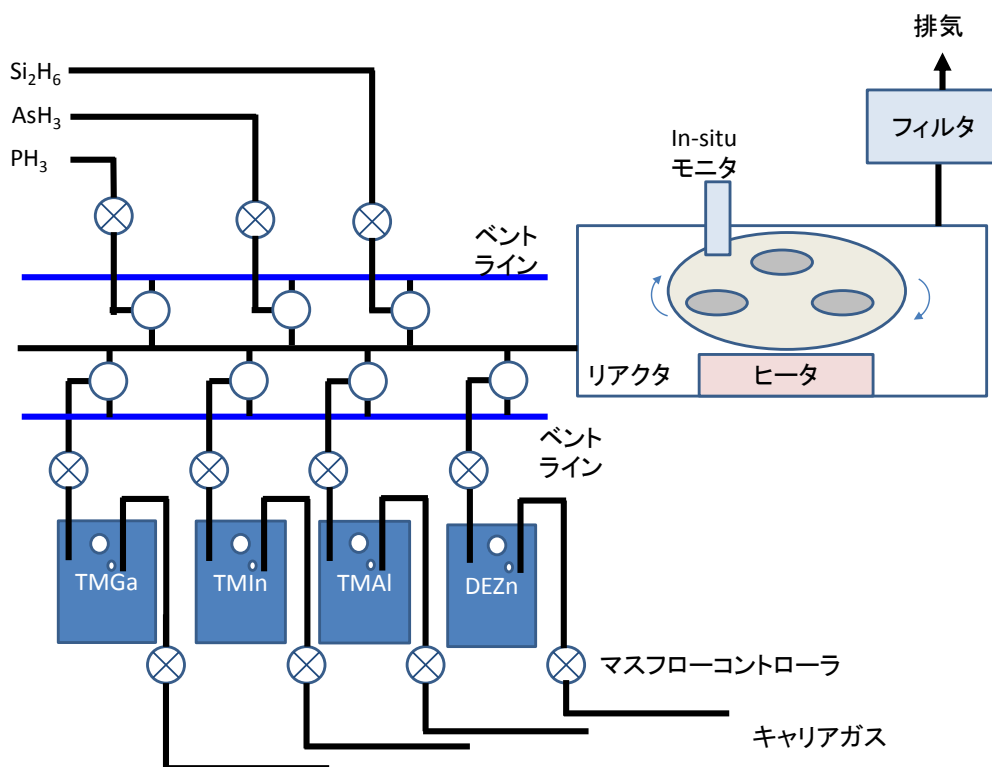 排気
Si₂H₆
AsH₃
PH₃
フィルタ
In-situ
モニタ
ベント
ライン
リアクタ
ヒータ
ベント
ライン
TMGa
TMIn
TMAl
DEZn
マスフローコントローラ
キャリアガス